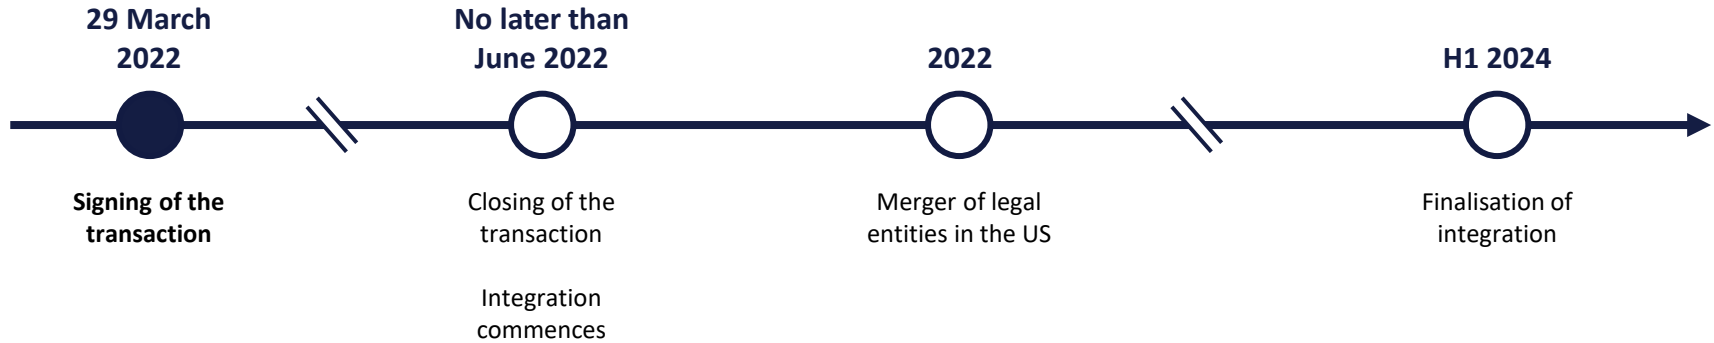 29 March
2022
No later than
June 2022
2022
H1 2024
Signing of the
transaction
Closing of the
transaction
Integration
commences
Merger of legal
entities in the US
Finalisation of
integration